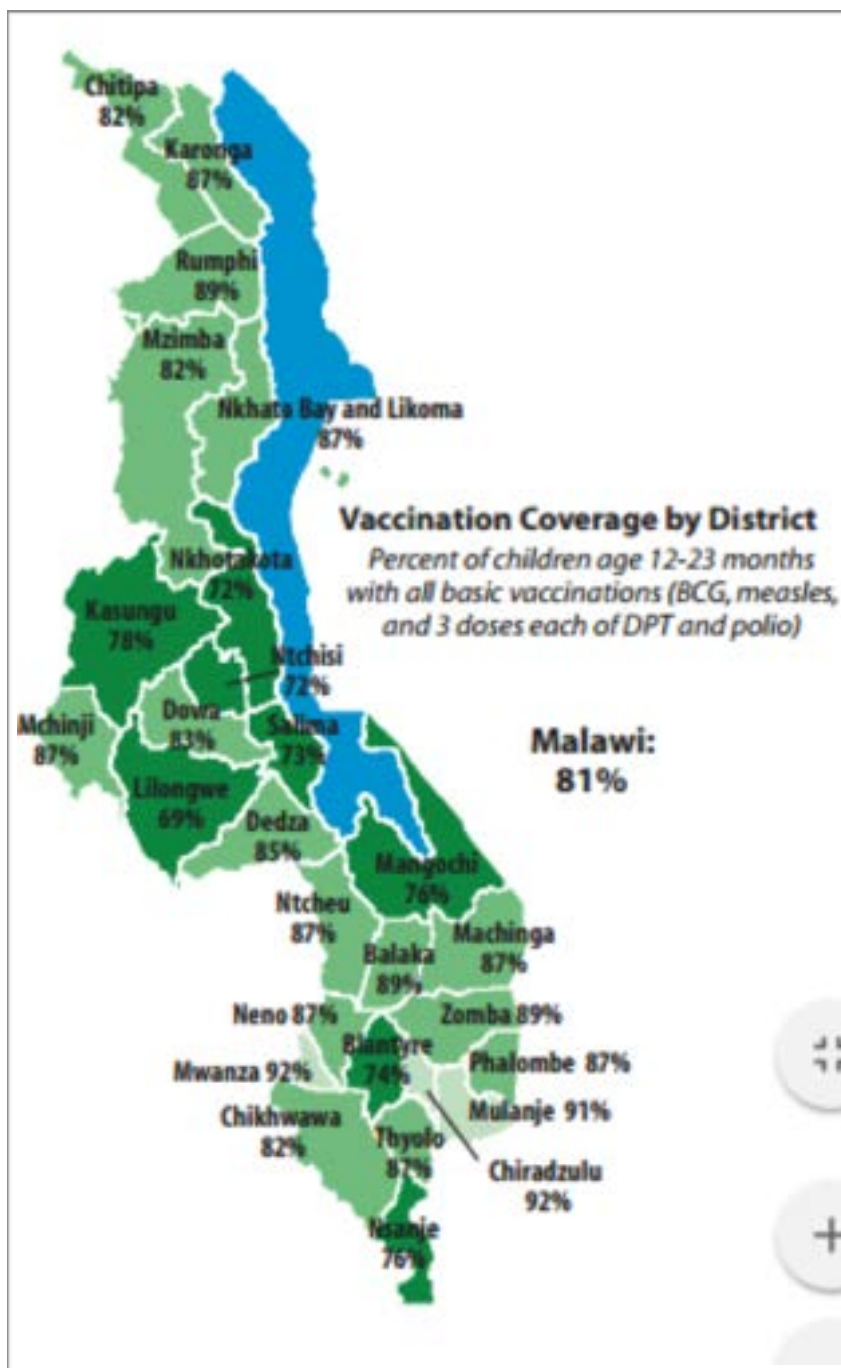 Chitipa
82%
Karonga
87%
Rumphi
89%
Mzimba
82%
Nkhata Bay and Likoma
87%
Vaccination Coverage by District
Percent of children age 12-23 months
with all basic vaccinations (BCG, measles,
and 3 doses each of DPT and polio)
Nkhotakota
72%
Kasungu
78%
Ntchisi
72%
Mchinji
87%
Dowa
83%
Salima
73%
Malawi:
81%
Lilongwe
69%
Dedza
85%
Mangochi
76%
Ntcheu
87%
Balaka
89%
Machinga
87%
Neno 87%
Zomba 89%
Blantyre
74%
Phalombe 87%
Mwanza 92%
Mulanje 91%
Chikhwawa
82%
Thyolo
87%
Chiradzulu
92%
Nsanje
76%